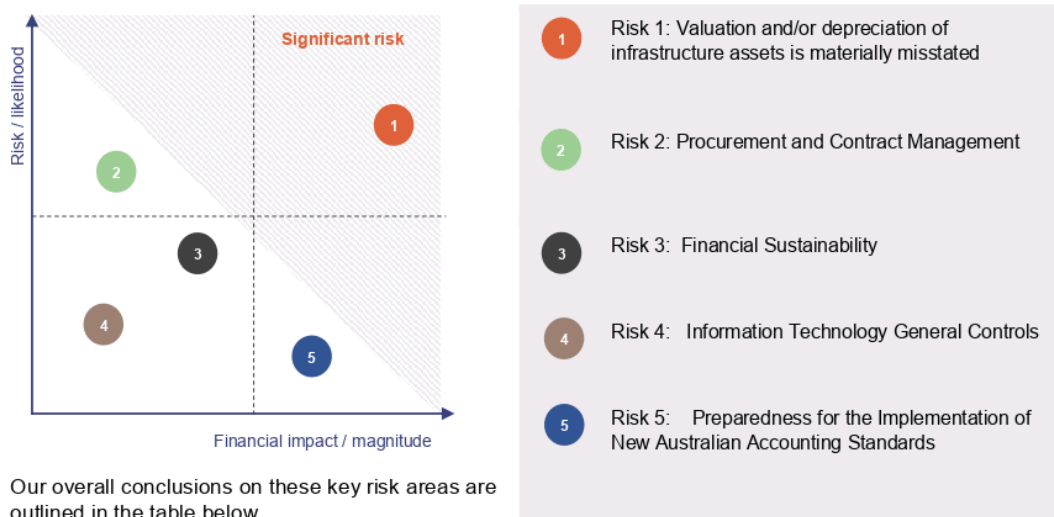 Significant risk
Risk / likelihood
1
2
3
4
5
Financial impact / magnitude
Our overall conclusions on these key risk areas are
outlined in the table below
1
Risk 1: Valuation and/or depreciation of
infrastructure assets is materially misstated
2
Risk 2: Procurement and Contract Management
3
Risk 3: Financial Sustainability
4
Risk 4: Information Technology General Controls
5
Risk 5: Preparedness for the Implementation of
New Australian Accounting Standards